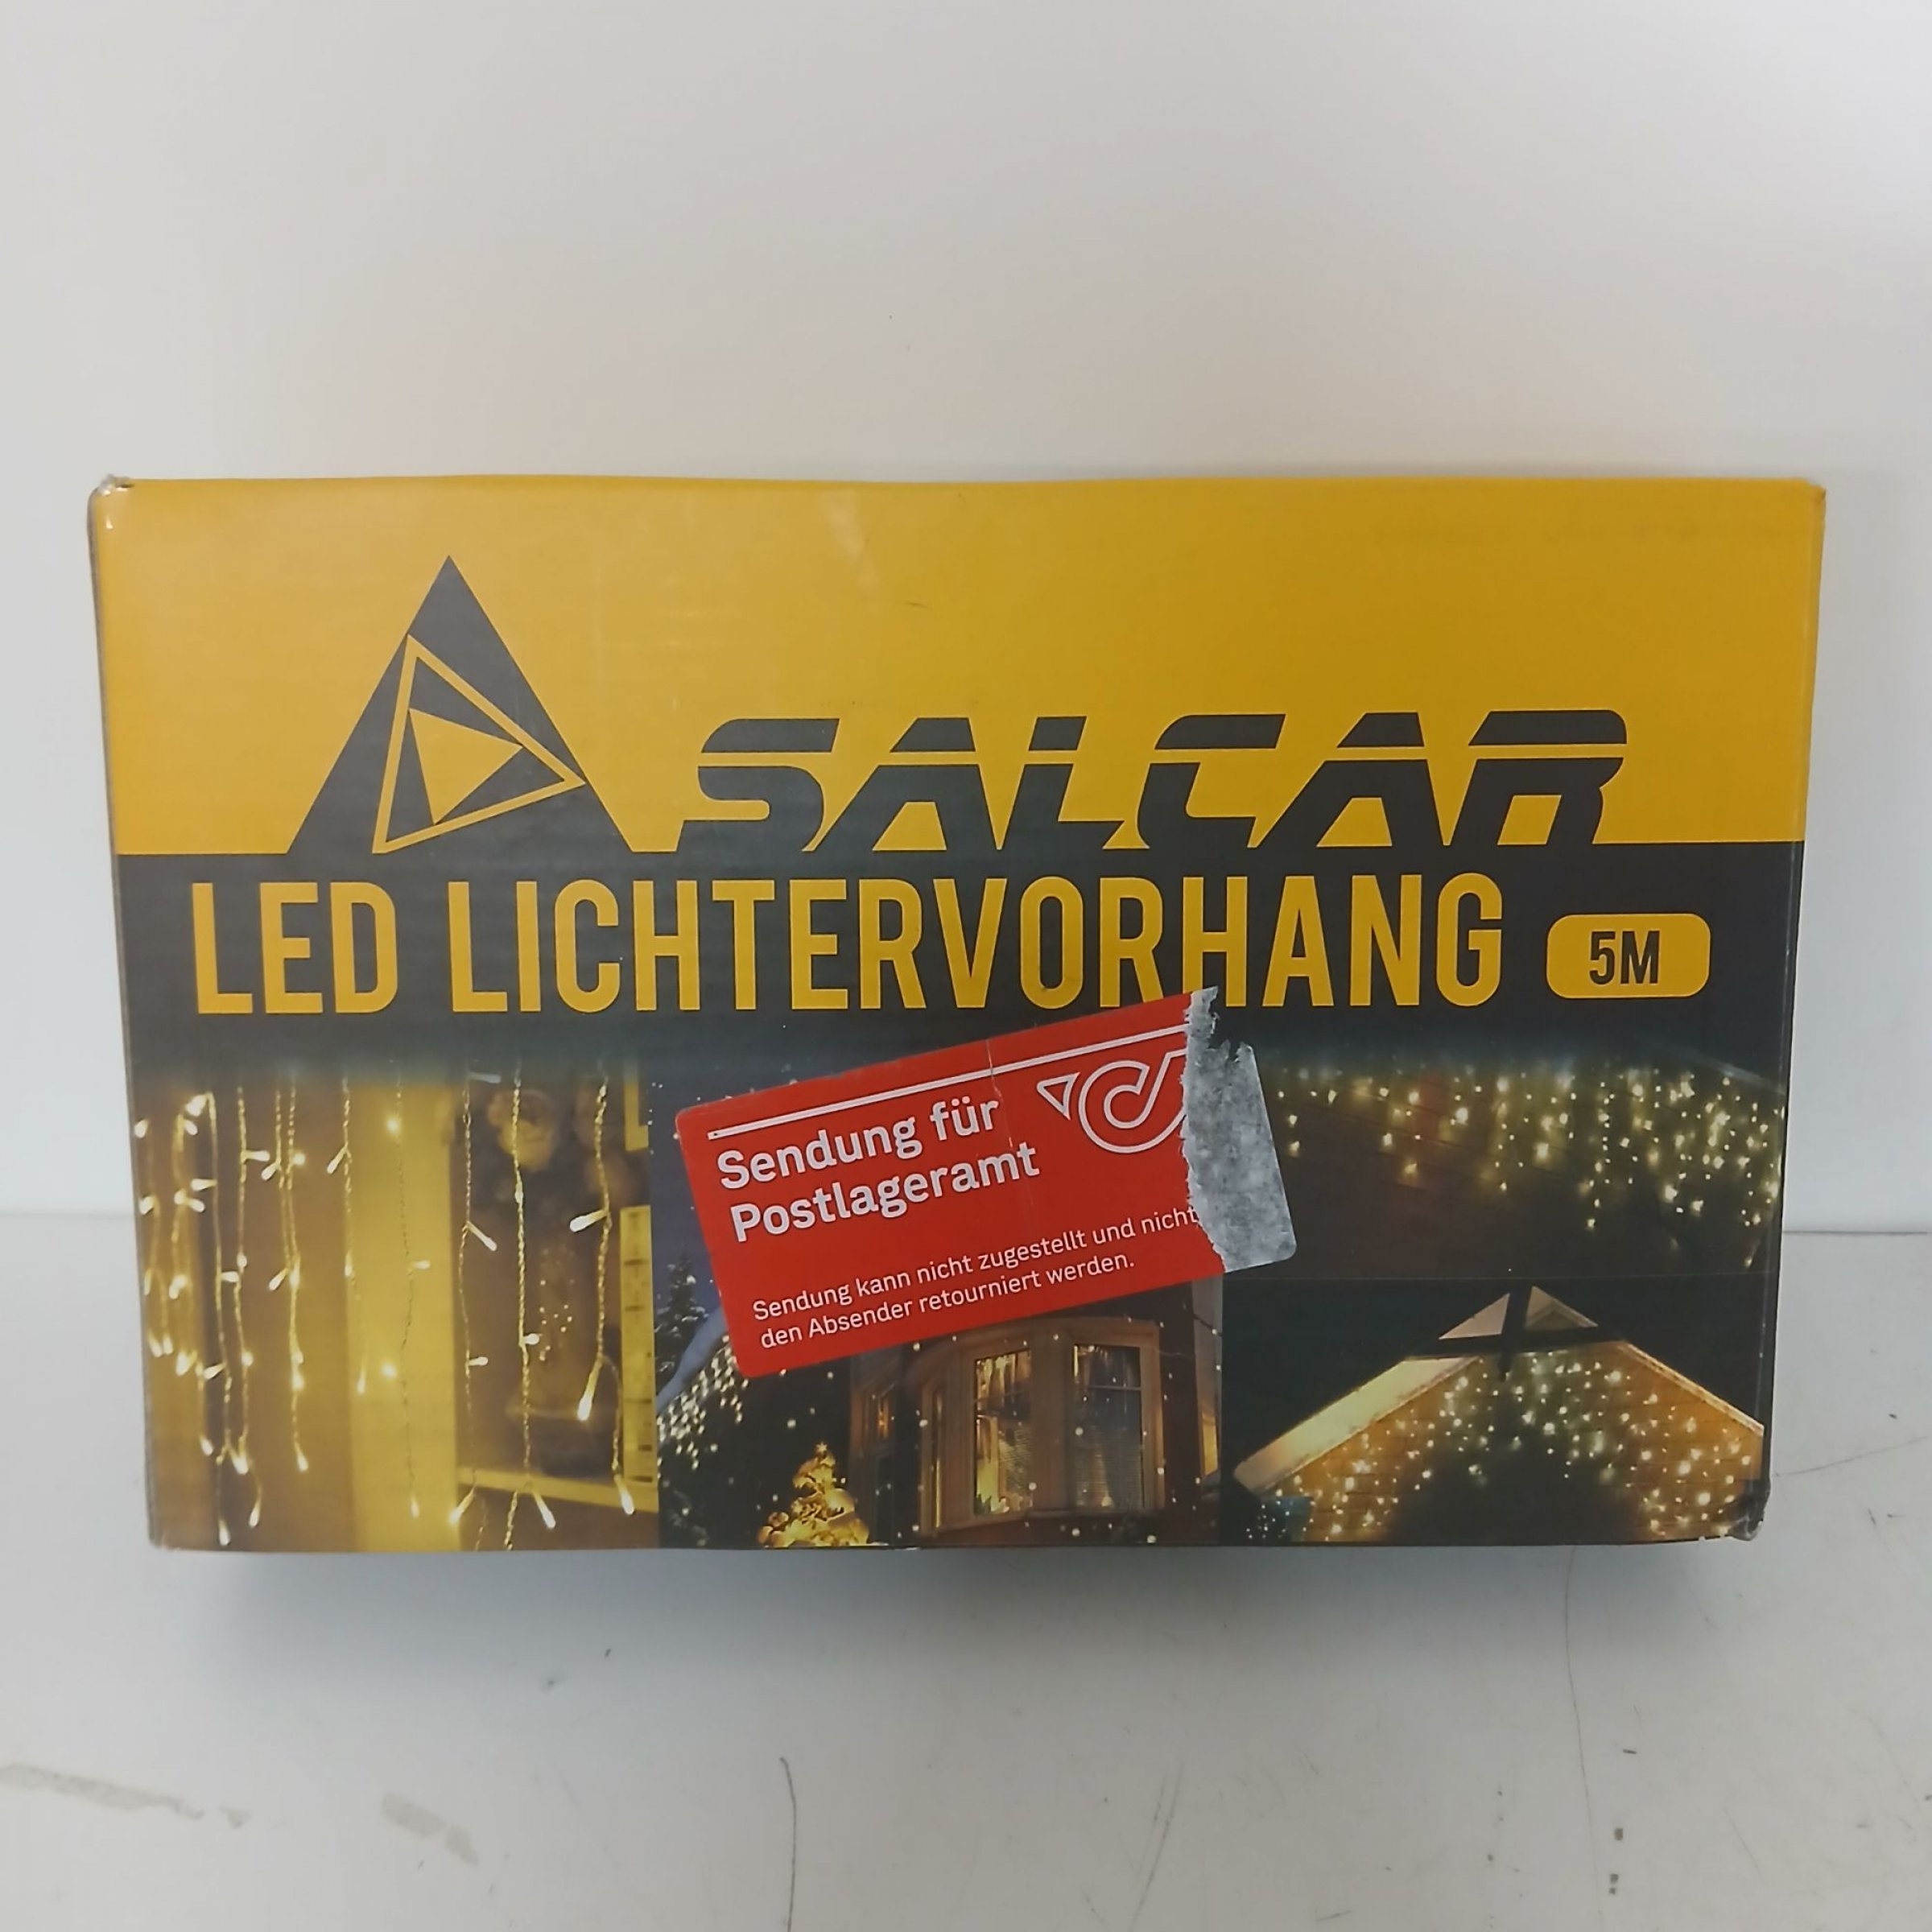 SALCAR
LED LICHTERVORHANG 5M
Sendung für
Postlageramt
Sendung kann nicht zugestellt und nicht
den Absender retourniert werden.